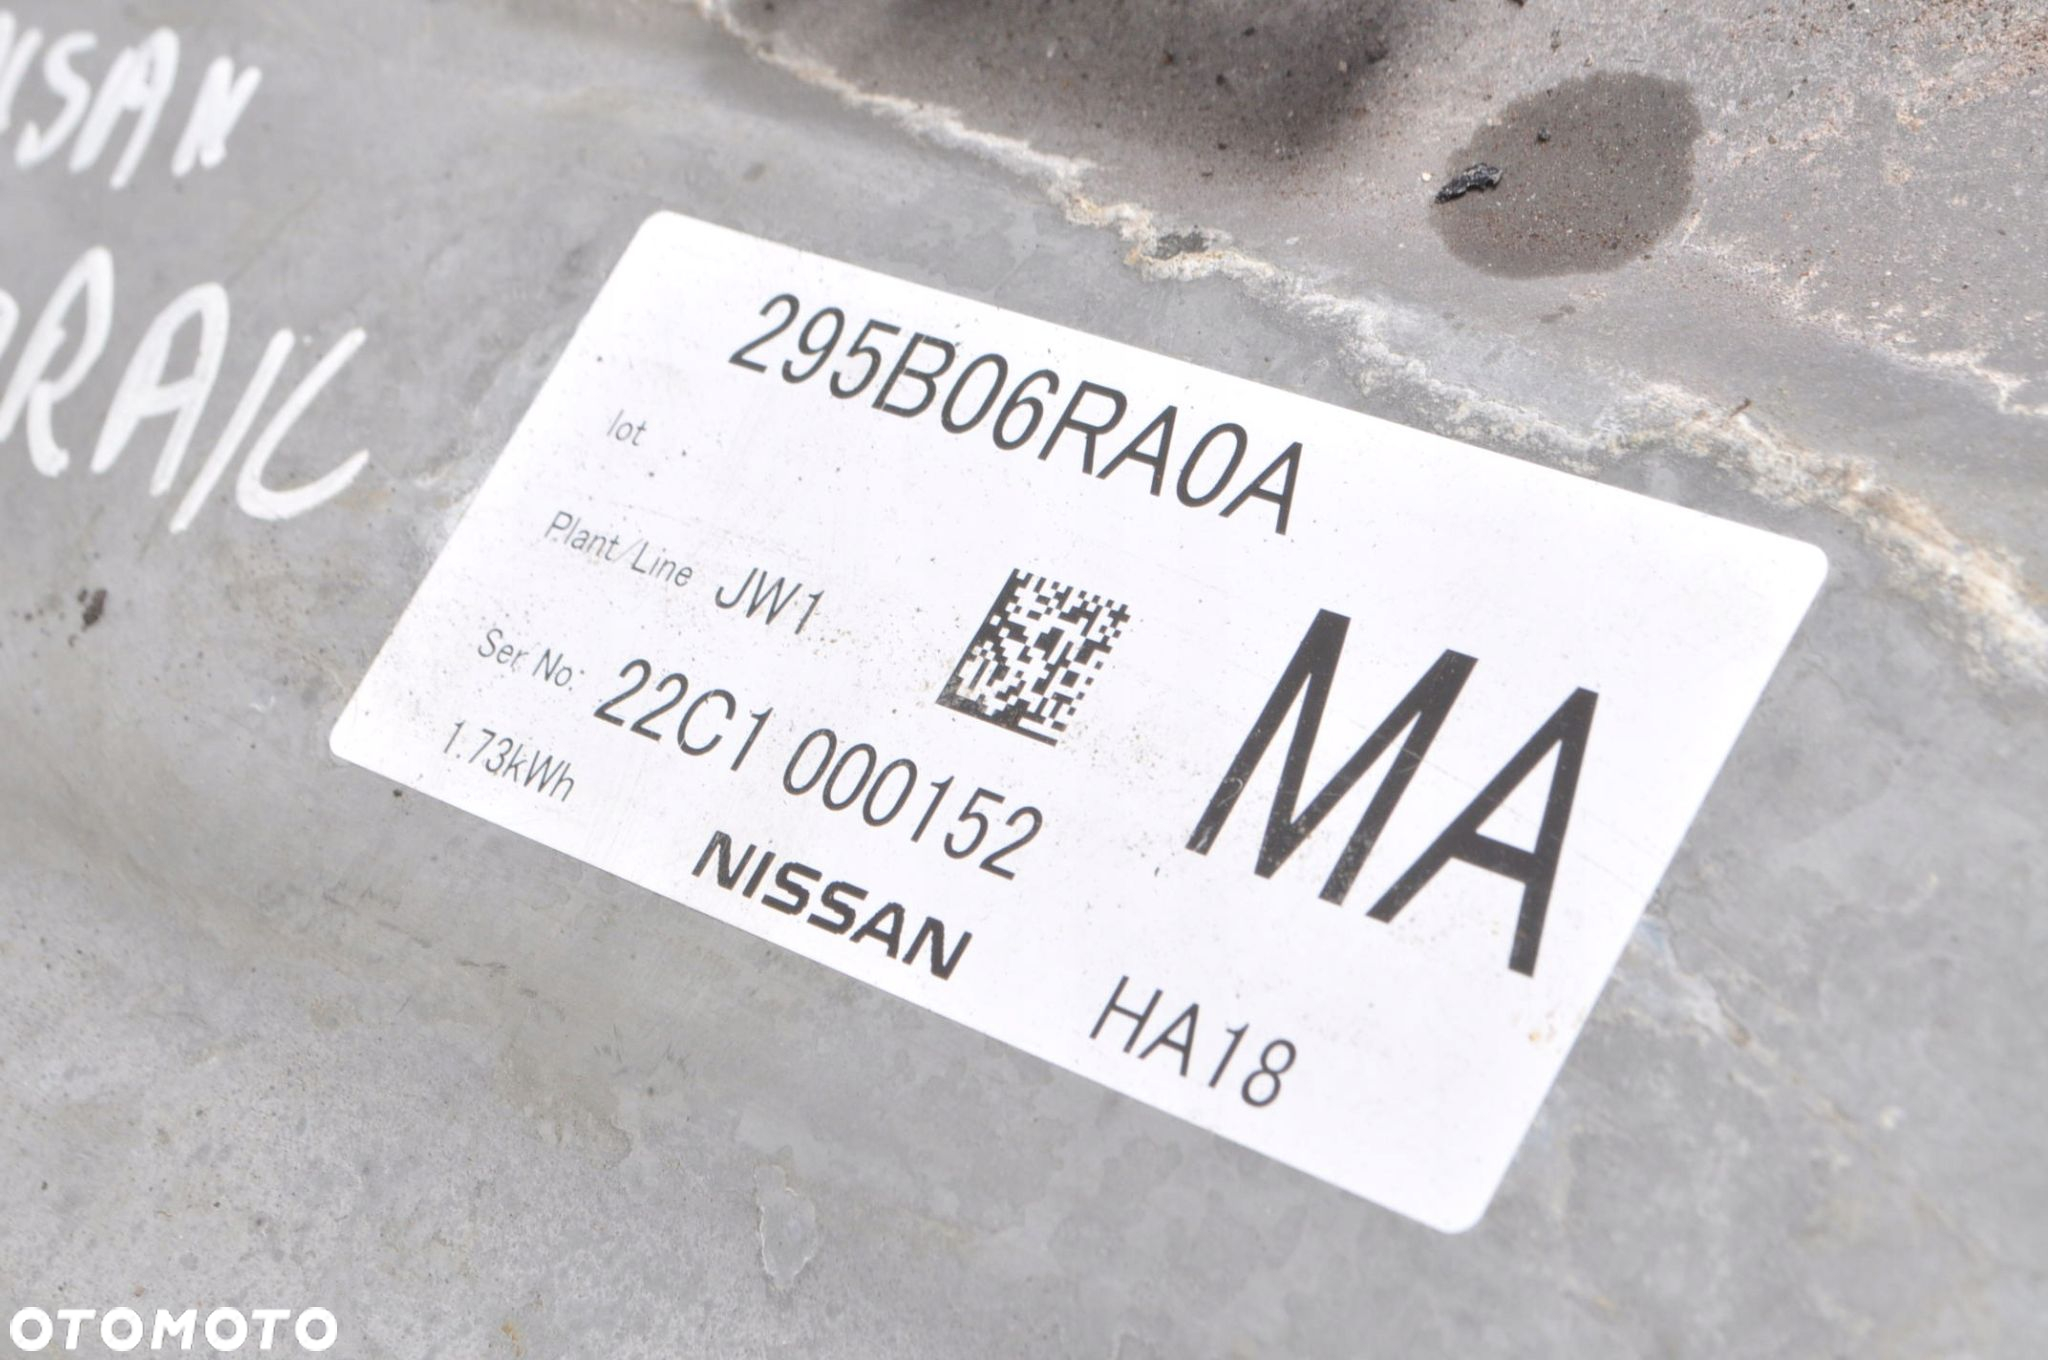 295B06RA0A
lot
Plant/Line JW1
Ser. No: 22C1 000152
1.73kWh
MA
NISSAN
HA18
OTOMOTO